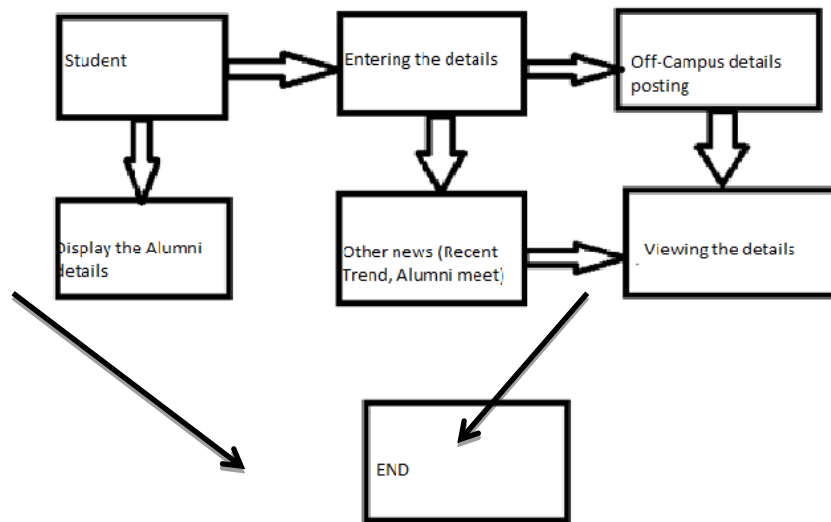 Student
Entering the details
Off-Campus details
posting
Display the Alumni
details
Other news (Recent
Trend, Alumni meet)
Viewing the details
END